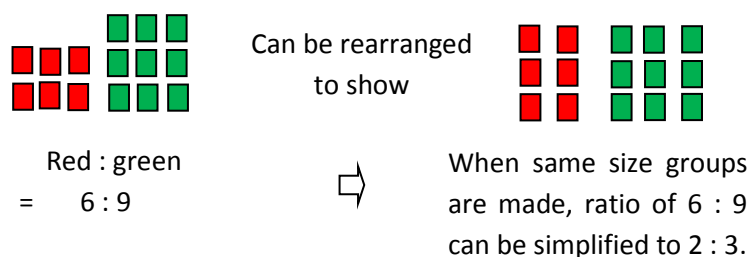 Can be rearranged
to show
Red : green
= 6 : 9
When same size groups
are made, ratio of 6 : 9
can be simplified to 2 : 3.